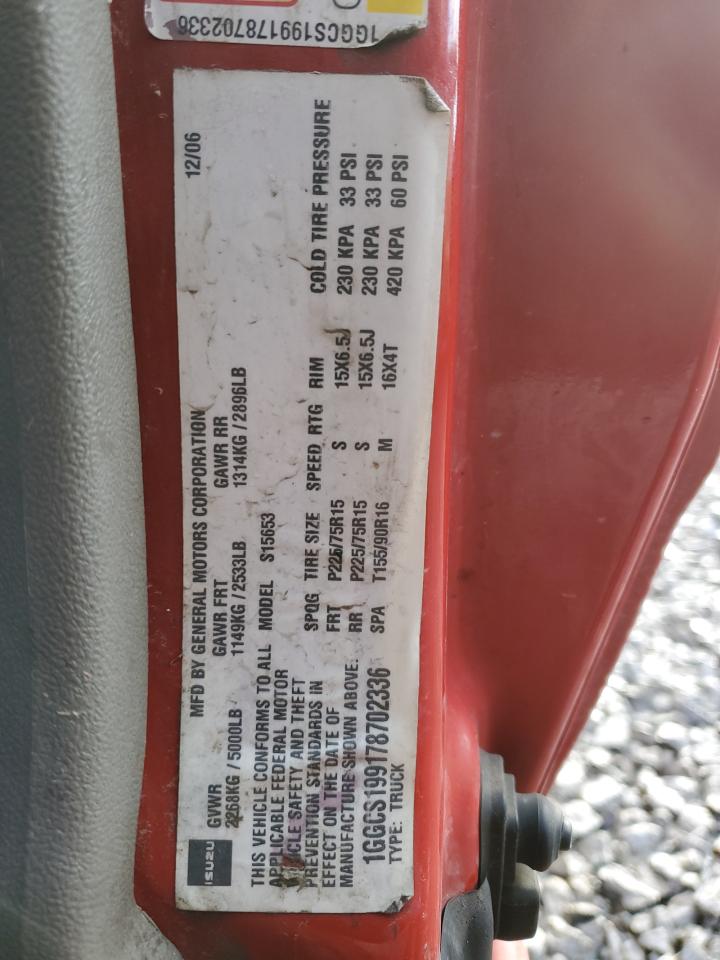 1GGCS199178702336
MFD BY GENERAL MOTORS CORPORATION 12/06
ISUZU
GVWR GAWR FRT GAWR RR
2268KG / 5000LB 1149KG / 2533LB 1314KG / 2896LB
THIS VEHICLE CONFORMS TO ALL MODEL S15653
APPLICABLE FEDERAL MOTOR
VEHICLE SAFETY AND THEFT
PREVENTION STANDARDS IN
EFFECT ON THE DATE OF
MANUFACTURE SHOWN ABOVE.
SPQG TIRE SIZE SPEED RTG RIM COLD TIRE PRESSURE
FRT P225/75R15 S 15X6.5J 230 KPA 33 PSI
RR P225/75R15 S 15X6.5J 230 KPA 33 PSI
SPA T155/90R16 M 16X4T 420 KPA 60 PSI
1GGCS199178702336
TYPE: TRUCK